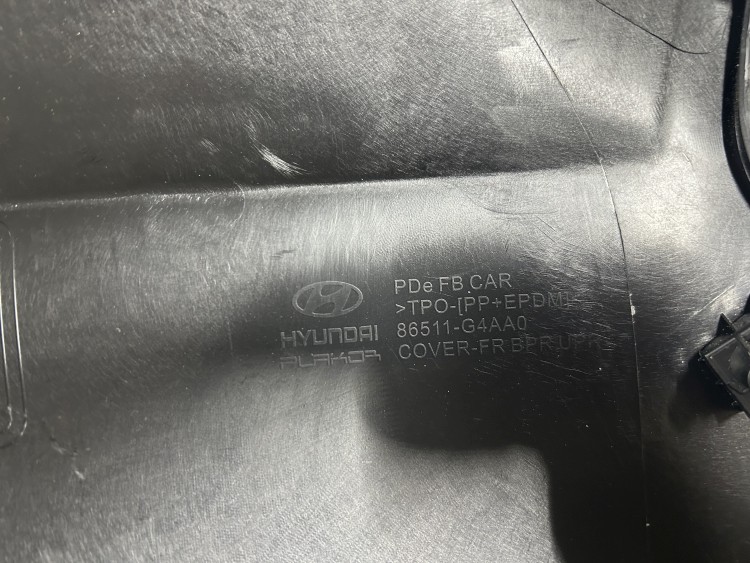 PDe FB CAR
>TPO-[PP+EPDM]<
HYUNDAI
86511-G4AA0
PLAKOR
COVER-FR BPR UPR